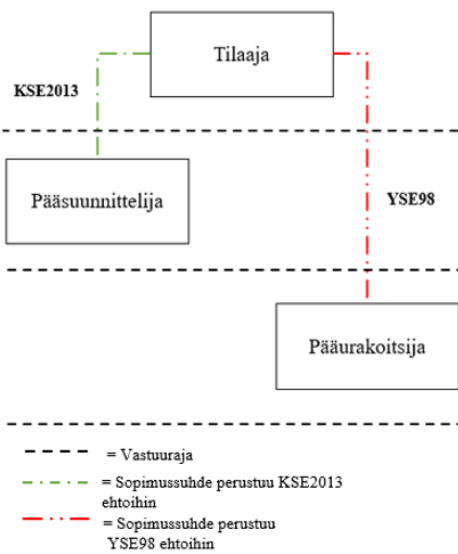 Tilaaja
KSE2013
Pääsuunnittelija
YSE98
Pääurakoitsija
= Vastuuraja
= Sopimussuhde perustuu KSE2013
ehtoihin
= Sopimussuhde perustuu
YSE98 ehtoihin